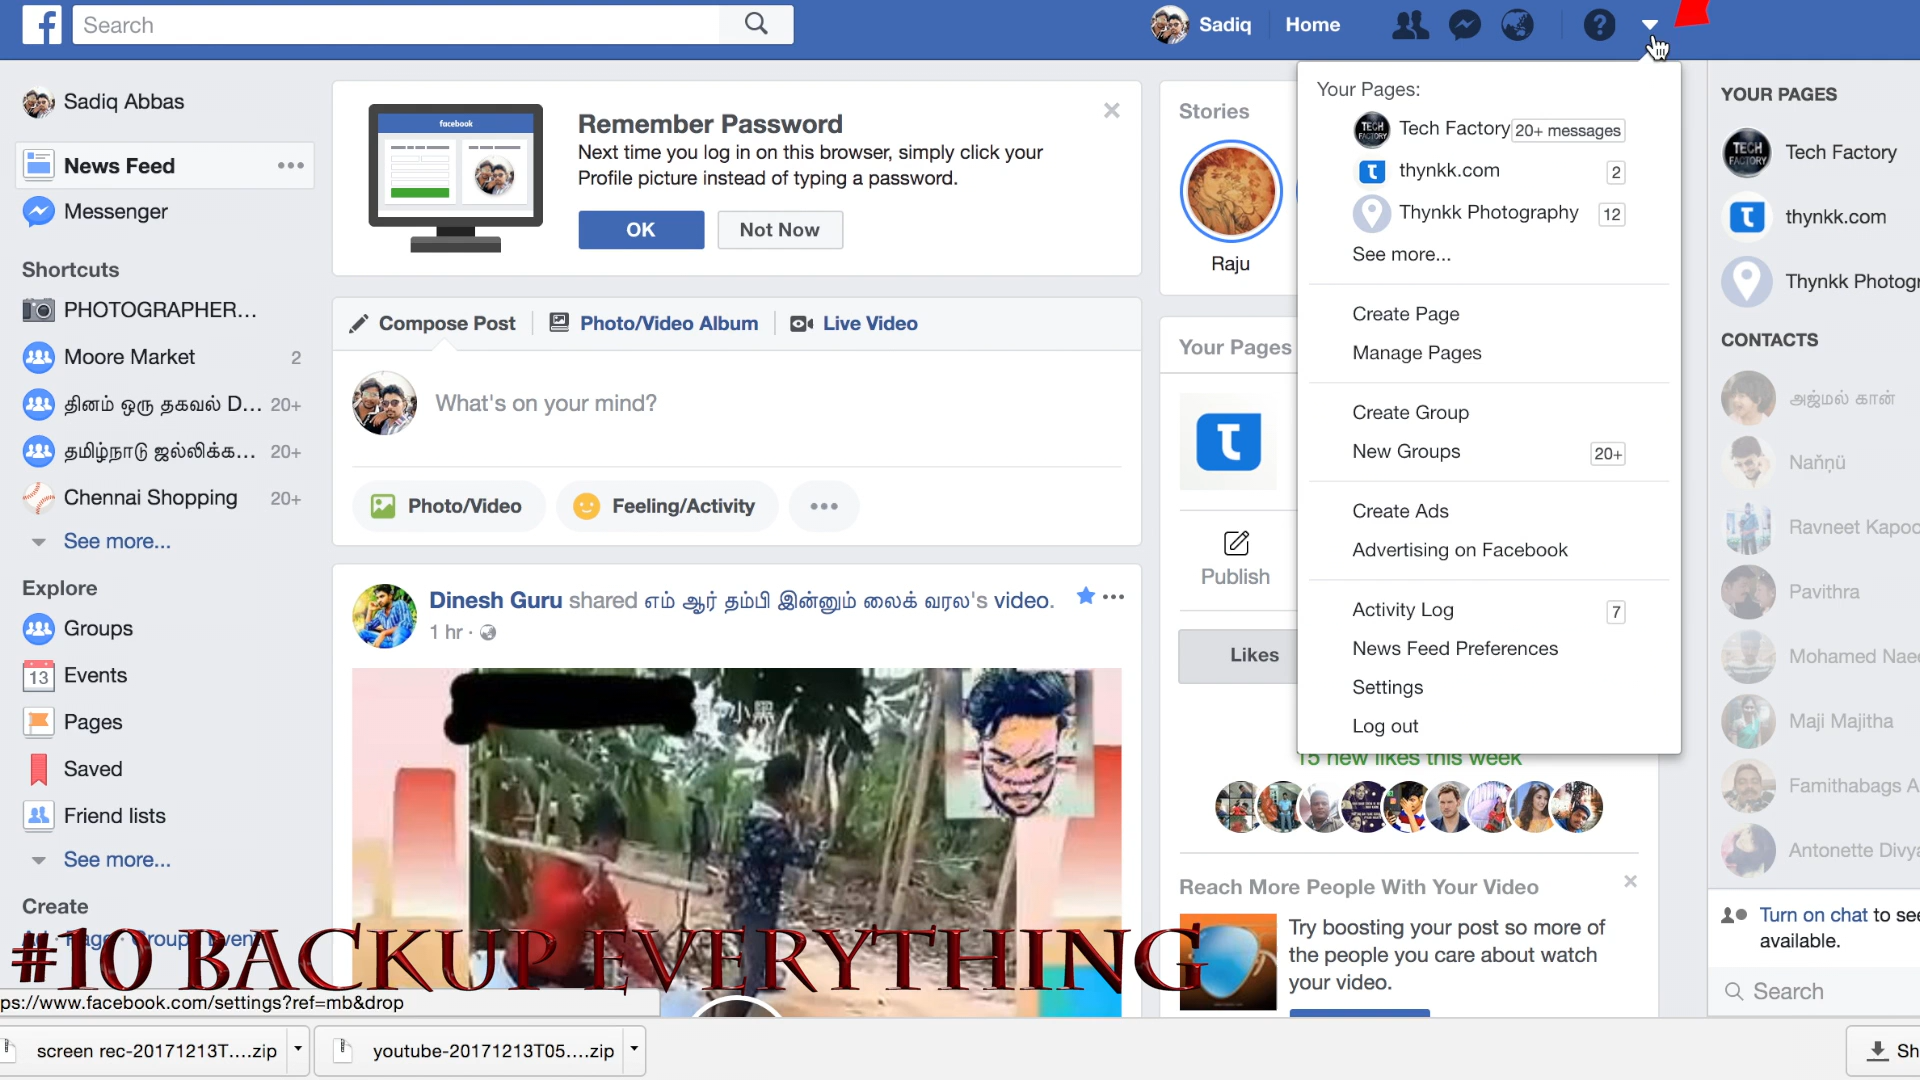 Search
Sadiq
Home
Sadiq Abbas
News Feed
Messenger
Shortcuts
PHOTOGRAPHER...
Moore Market 2
தினம் ஒரு தகவல் D... 20+
தமிழ்நாடு ஜல்லிக்க... 20+
Chennai Shopping 20+
See more...
Explore
Groups
13 Events
Pages
Saved
Friend lists
See more...
Create
facebook
Remember Password
Next time you log in on this browser, simply click your
Profile picture instead of typing a password.
OK
Not Now
Compose Post
Photo/Video Album
Live Video
What's on your mind?
Photo/Video
Feeling/Activity
Dinesh Guru shared எம் ஆர் தம்பி இன்னும் லைக் வரல's video.
1 hr ·
小黑
Stories
Raju
Your Pages
Publish
Likes
15 new likes this week
Reach More People With Your Video
Try boosting your post so more of
the people you care about watch
your video.
Your Pages:
TECH FACTORY
Tech Factory 20+ messages
thynkk.com 2
Thynkk Photography 12
See more...
Create Page
Manage Pages
Create Group
New Groups 20+
Create Ads
Advertising on Facebook
Activity Log 7
News Feed Preferences
Settings
Log out
YOUR PAGES
TECH FACTORY
Tech Factory
thynkk.com
Thynkk Photogr
CONTACTS
அஜ்மல் கான்
Naňņü
Ravneet Kapoo
Pavithra
Mohamed Naee
Maji Majitha
Famithabags A
Antonette Divya
Turn on chat to see
available.
Search
#10 BACKUP EVERYTHING
ps://www.facebook.com/settings?ref=mb&drop
screen rec-20171213T....zip
youtube-20171213T05....zip
Sh